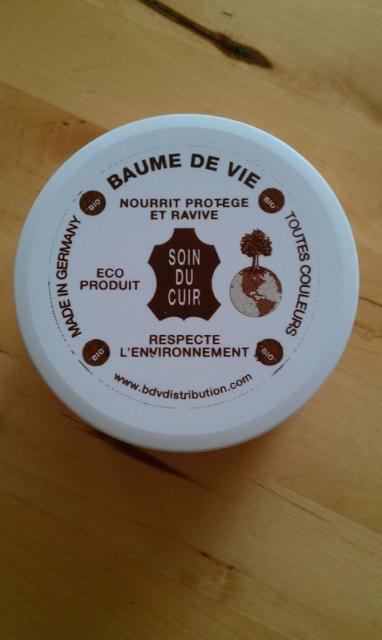 BAUME DE VIE
BIO
BIO
NOURRIT PROTEGE
ET RAVIVE
MADE IN GERMANY
TOUTES COULEURS
ECO
PRODUIT
SOIN
DU
CUIR
RESPECTE
L'ENVIRONNEMENT
BIO
BIO
www.bdvdistribution.com